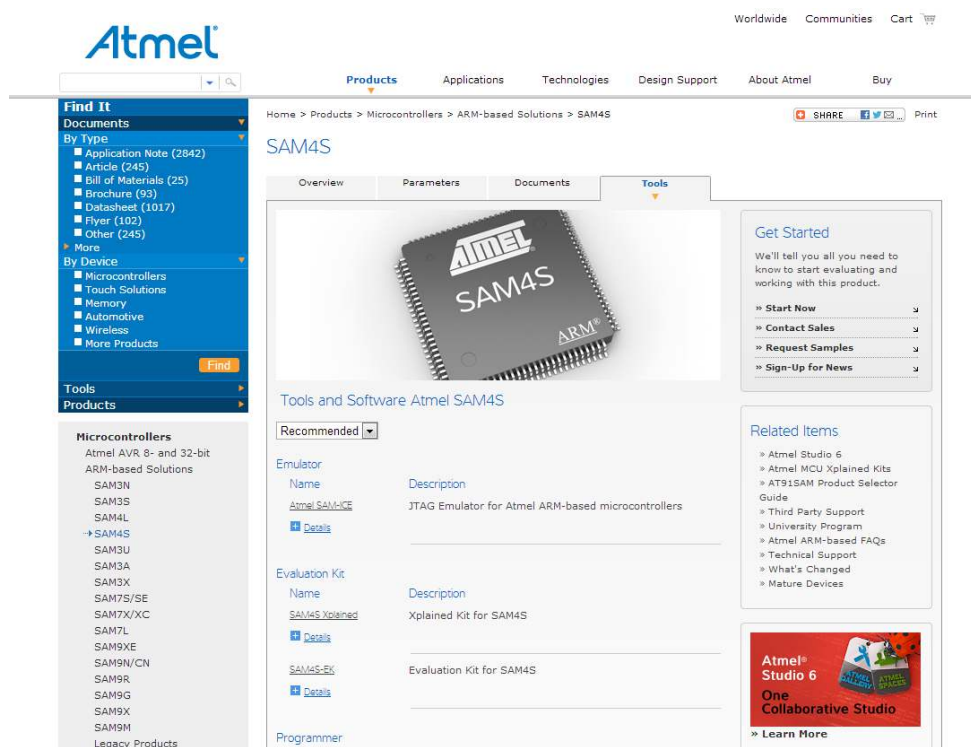 Worldwide Communities Cart
Atmel
Products Applications Technologies Design Support About Atmel Buy
Find It
Documents
By Type
Application Note (2842)
Article (245)
Bill of Materials (25)
Brochure (93)
Datasheet (1017)
Flyer (102)
Other (245)
More
By Device
Microcontrollers
Touch Solutions
Memory
Automotive
Wireless
More Products
Find
Tools
Products
Microcontrollers
Atmel AVR 8- and 32-bit
ARM-based Solutions
SAM3N
SAM3S
SAM4L
SAM4S
SAM3U
SAM3A
SAM3X
SAM7S/SE
SAM7X/XC
SAM7L
SAM9XE
SAM9N/CN
SAM9R
SAM9G
SAM9X
SAM9M
Legacy Products
Home > Products > Microcontrollers > ARM-based Solutions > SAM4S
SHARE ... Print
SAM4S
Overview Parameters Documents Tools
ATMEL
SAM4S
ARM®
Tools and Software Atmel SAM4S
Recommended
Emulator
Name Description
Atmel SAM-ICE JTAG Emulator for Atmel ARM-based microcontrollers
Details
Evaluation Kit
Name Description
SAM4S Xplained Xplained Kit for SAM4S
Details
SAM4S-EK Evaluation Kit for SAM4S
Details
Programmer
Get Started
We'll tell you all you need to
know to start evaluating and
working with this product.
» Start Now
» Contact Sales
» Request Samples
» Sign-Up for News
Related Items
» Atmel Studio 6
» Atmel MCU Xplained Kits
» AT91SAM Product Selector
Guide
» Third Party Support
» University Program
» Atmel ARM-based FAQs
» Technical Support
» What's Changed
» Mature Devices
Atmel®
Studio 6
One
Collaborative Studio
ATMEL
GALLERY
ATMEL
SPACES
» Learn More